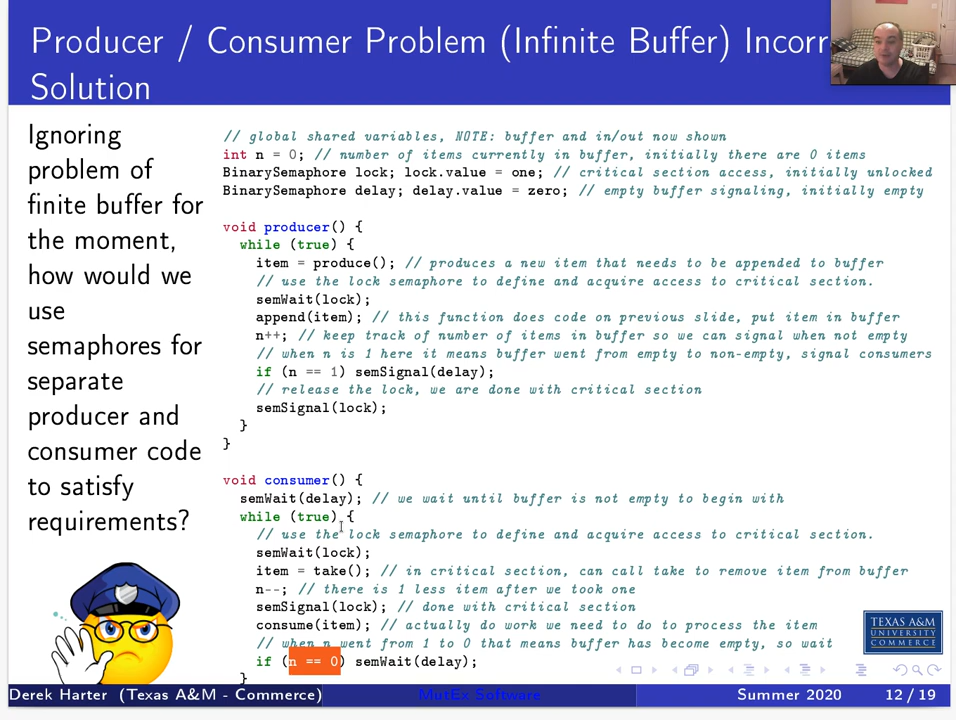 Producer / Consumer Problem (Infinite Buffer) Incorr
Solution
Ignoring
problem of
finite buffer for
the moment,
how would we
use
semaphores for
separate
producer and
consumer code
to satisfy
requirements?
// global shared variables, NOTE: buffer and in/out now shown
int n = 0; // number of items currently in buffer, initially there are 0 items
BinarySemaphore lock; lock.value = one; // critical section access, initially unlocked
BinarySemaphore delay; delay.value = zero; // empty buffer signaling, initially empty
void producer() {
while (true) {
item = produce(); // produces a new item that needs to be appended to buffer
// use the lock semaphore to define and acquire access to critical section.
semWait(lock);
append(item); // this function does code on previous slide, put item in buffer
n++; // keep track of number of items in buffer so we can signal when not empty
// when n is 1 here it means buffer went from empty to non-empty, signal consumers
if (n == 1) semSignal(delay);
// release the lock, we are done with critical section
semSignal(lock);
}
}
void consumer() {
semWait(delay); // we wait until buffer is not empty to begin with
while (true) {
// use the lock semaphore to define and acquire access to critical section.
semWait(lock);
item = take(); // in critical section, can call take to remove item from buffer
n--; // there is 1 less item after we took one
semSignal(lock); // done with critical section
consume(item); // actually do work we need to do to process the item
// when n went from 1 to 0 that means buffer has become empty, so wait
if (n == 0) semWait(delay);
}
TEXAS A&M
UNIVERSITY
COMMERCE
Derek Harter (Texas A&M - Commerce) MutEx Software Summer 2020 12 / 19